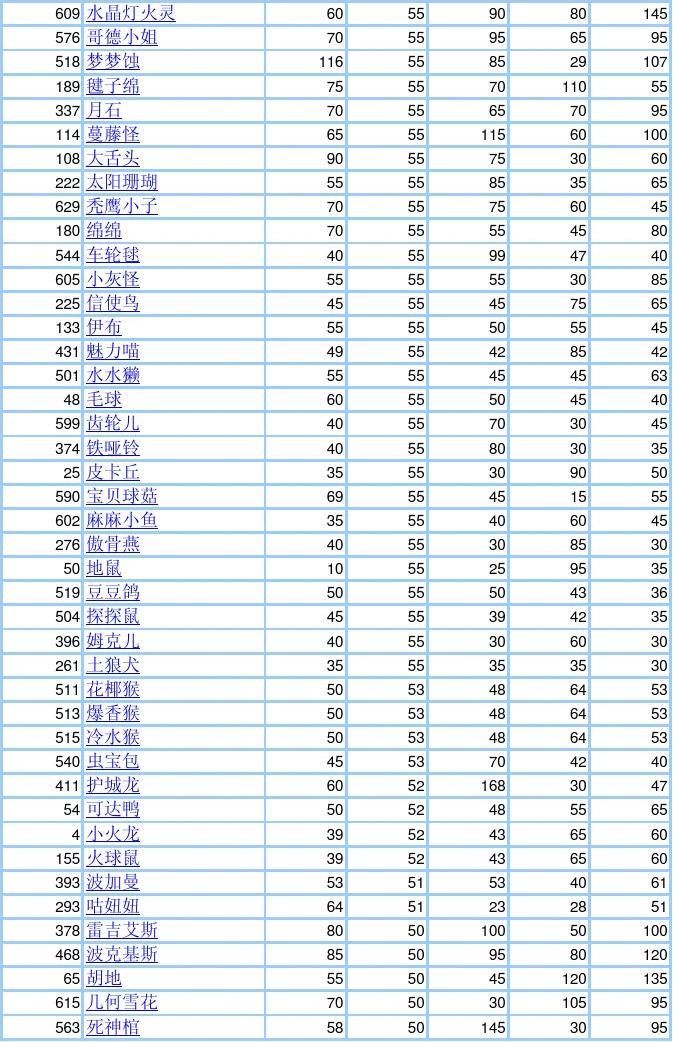 609 水晶灯火灵 60 55 90 80 145
576 哥德小姐 70 55 95 65 95
518 梦梦蚀 116 55 85 29 107
189 毽子绵 75 55 70 110 55
337 月石 70 55 65 70 95
114 蔓藤怪 65 55 115 60 100
108 大舌头 90 55 75 30 60
222 太阳珊瑚 55 55 85 35 65
629 秃鹰小子 70 55 75 60 45
180 绵绵 70 55 55 45 80
544 车轮毬 40 55 99 47 40
605 小灰怪 55 55 55 30 85
225 信使鸟 45 55 45 75 65
133 伊布 55 55 50 55 45
431 魅力喵 49 55 42 85 42
501 水水獭 55 55 45 45 63
48 毛球 60 55 50 45 40
599 齿轮儿 40 55 70 30 45
374 铁哑铃 40 55 80 30 35
25 皮卡丘 35 55 30 90 50
590 宝贝球菇 69 55 45 15 55
602 麻麻小鱼 35 55 40 60 45
276 傲骨燕 40 55 30 85 30
50 地鼠 10 55 25 95 35
519 豆豆鸽 50 55 50 43 36
504 探探鼠 45 55 39 42 35
396 姆克儿 40 55 30 60 30
261 土狼犬 35 55 35 35 30
511 花椰猴 50 53 48 64 53
513 爆香猴 50 53 48 64 53
515 冷水猴 50 53 48 64 53
540 虫宝包 45 53 70 42 40
411 护城龙 60 52 168 30 47
54 可达鸭 50 52 48 55 65
4 小火龙 39 52 43 65 60
155 火球鼠 39 52 43 65 60
393 波加曼 53 51 53 40 61
293 咕妞妞 64 51 23 28 51
378 雷吉艾斯 80 50 100 50 100
468 波克基斯 85 50 95 80 120
65 胡地 55 50 45 120 135
615 几何雪花 70 50 30 105 95
563 死神棺 58 50 145 30 95